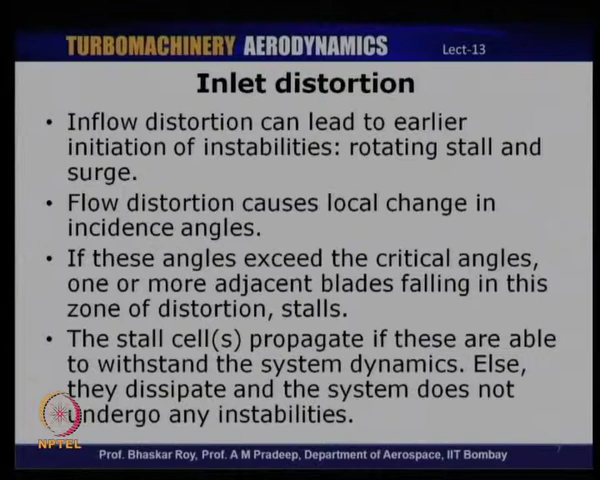 TURBOMACHINERY AERODYNAMICS Lect-13
Inlet distortion
• Inflow distortion can lead to earlier
initiation of instabilities: rotating stall and
surge.
• Flow distortion causes local change in
incidence angles.
• If these angles exceed the critical angles,
one or more adjacent blades falling in this
zone of distortion, stalls.
• The stall cell(s) propagate if these are able
to withstand the system dynamics. Else,
they dissipate and the system does not
undergo any instabilities.
NPTEL
Prof. Bhaskar Roy, Prof. A M Pradeep, Department of Aerospace, IIT Bombay
7